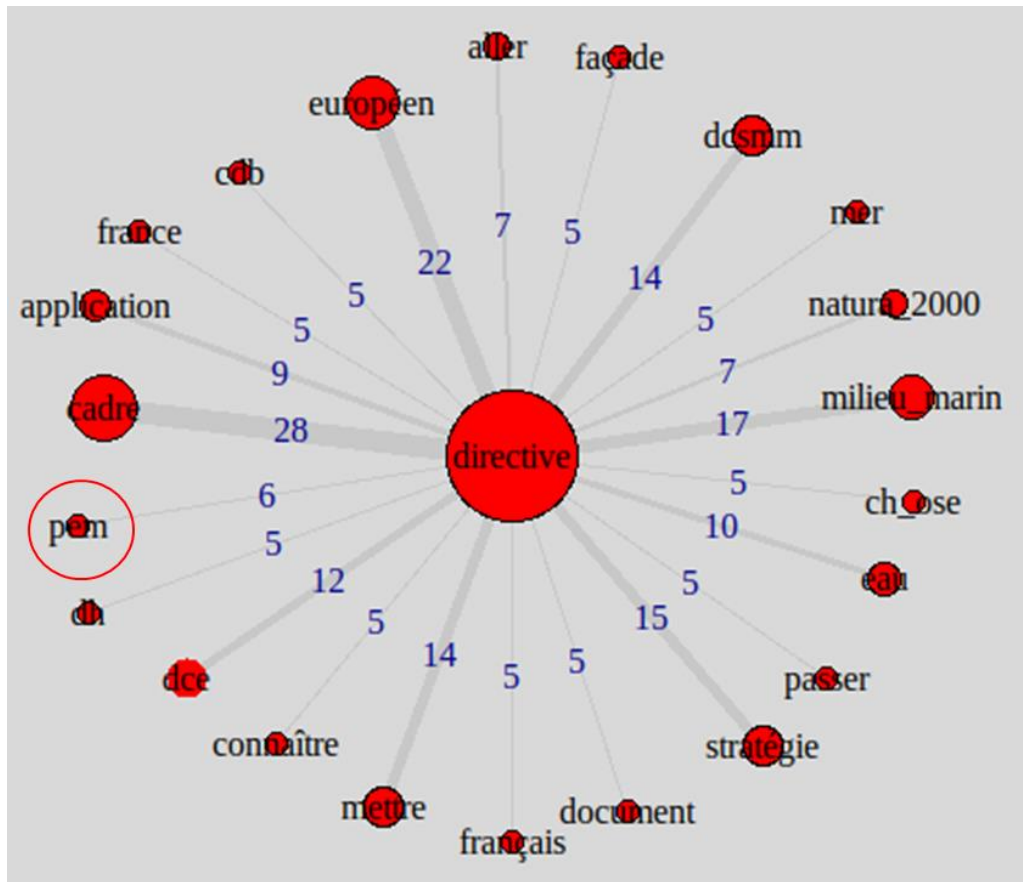 aller
façade
européen
dcsmm
cdb
mer
france
7
5
22
14
application
natura_2000
5
5
5
9
7
milieu_marin
cadre
17
28
directive
5
6
ch_ose
pem
10
5
eau
12
5
dh
15
5
14
5
5
dce
passer
connaître
stratégie
mettre
document
français